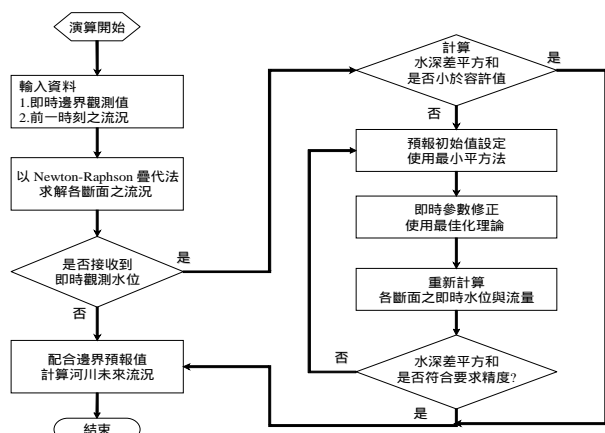 演算開始
輸入資料
1.即時邊界觀測值
2.前一時刻之流況
以 Newton-Raphson 疊代法
求解各斷面之流況
是否接收到
即時觀測水位
是
否
配合邊界預報值
計算河川未來流況
結束
計算
水深差平方和
是否小於容許值
是
否
預報初始值設定
使用最小平方法
即時參數修正
使用最佳化理論
重新計算
各斷面之即時水位與流量
否
水深差平方和
是否符合要求精度?
是